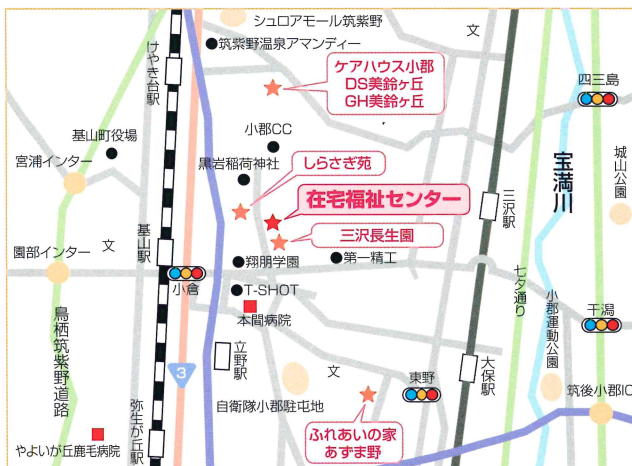 シュロアモール筑紫野
文
筑紫野温泉アマンディー
けやき台駅
ケアハウス小郡
DS美鈴ヶ丘
GH美鈴ヶ丘
四三島
基山町役場
小郡CC
宮浦インター
黒岩稲荷神社
しらさぎ苑
宝満川
城山公園
在宅福祉センター
三沢駅
基山駅
文
園部インター
三沢長生園
翔朋学園
第一精工
小倉
T-SHOT
七夕通り
小郡運動公園
干潟
本間病院
鳥栖筑紫野道路
3
立野駅
文
大保駅
東野
自衛隊小郡駐屯地
筑後小郡IC
弥生が丘駅
やよいが丘鹿毛病院
ふれあいの家
あずま野